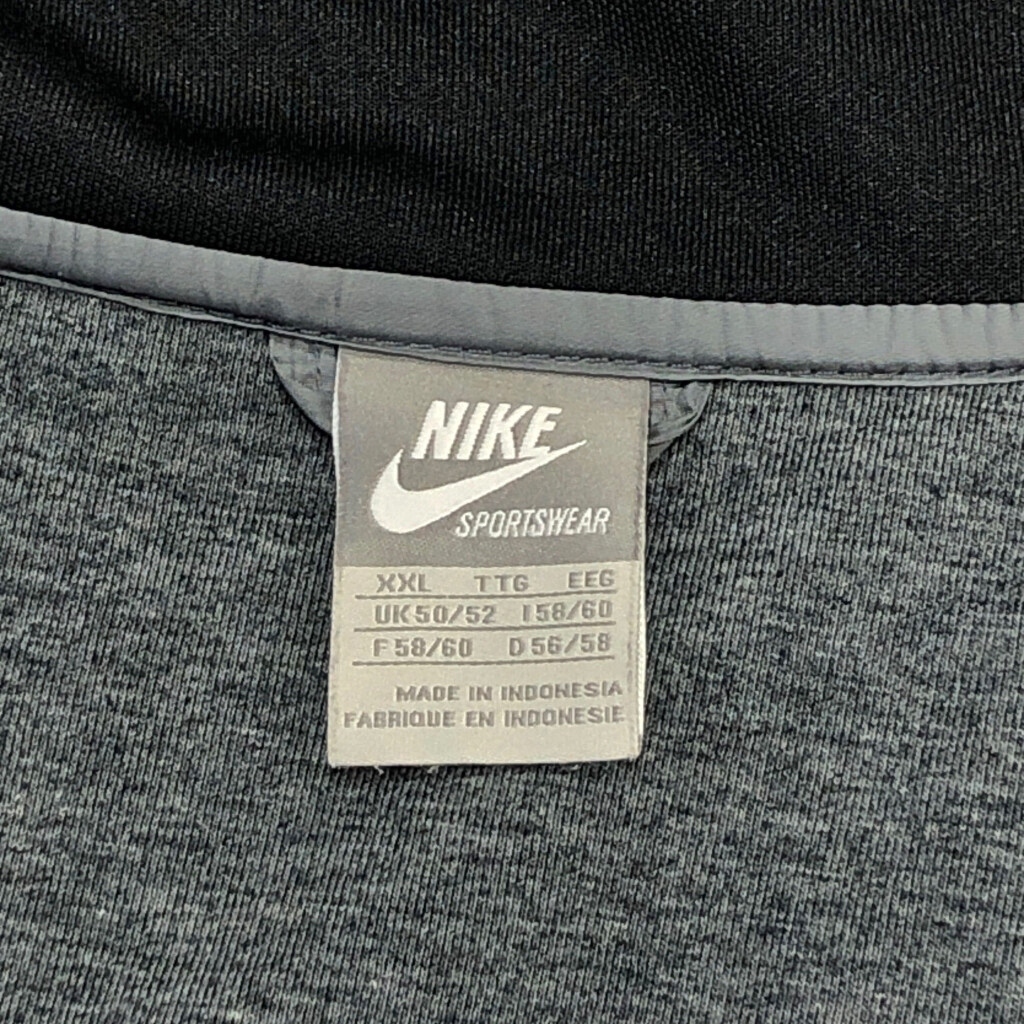 NIKE
SPORTSWEAR
XXL TTG EEG
UK 50/52 I 58/60
F 58/60 D 56/58
MADE IN INDONESIA
FABRIQUE EN INDONESIE